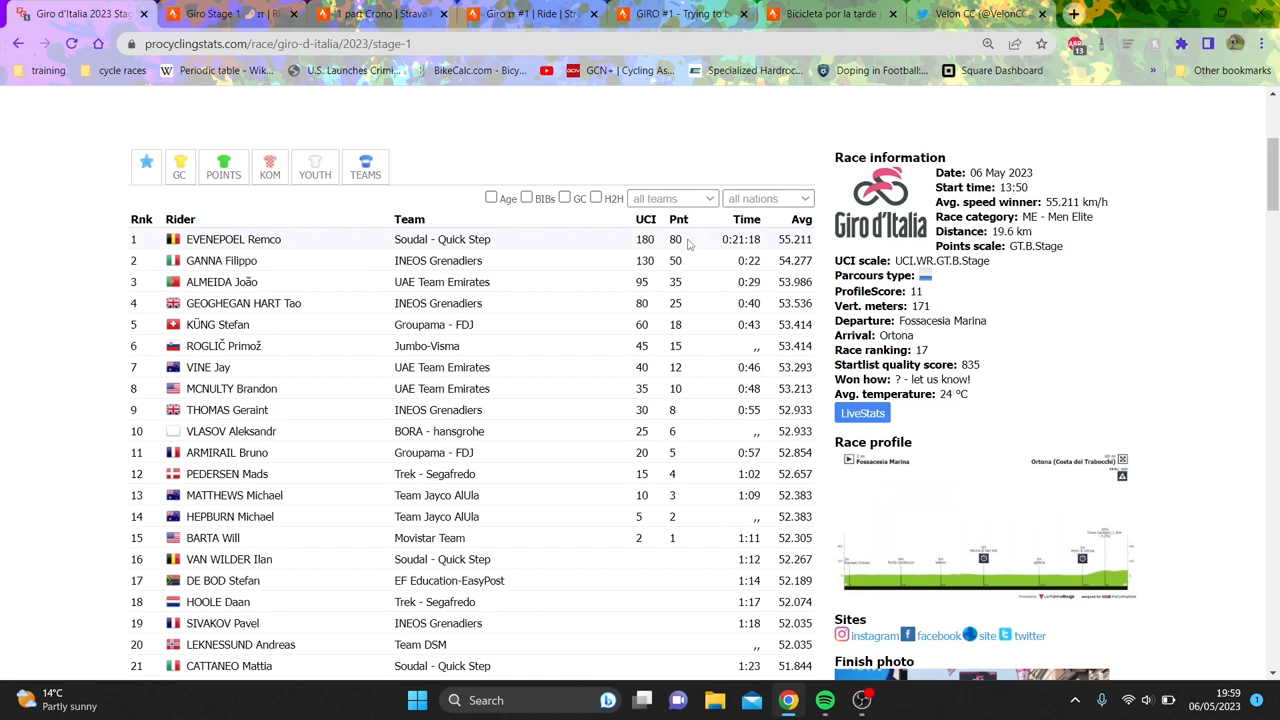 Giro Stage 1 | Ri
1 part Crono | Strava
Giro in #1 | Ride | Stra
GIRO #1 - Trying to b
Bicicleta por la tarde
Velon CC (@VelonCC
procyclingstats.com/race/giro-d-italia/2023/stage-1
13
training
cycle races
Periodic table
U.S. Launches Crimi
BikeCalc.com - Bicy...
GCN+ | Cycling As...
Specialized Hardroc...
Doping in Football:...
Square Dashboard
»
Other bookmarks
GC
POINTS
KOM
YOUTH
TEAMS
Age
BIBs
GC
H2H
all teams
all nations
Rnk Rider Team UCI Pnt Time Avg
1 EVENEPOEL Remco Soudal - Quick Step 180 80 0:21:18 55.211
2 GANNA Filippo INEOS Grenadiers 130 50 0:22 54.277
3 ALMEIDA João UAE Team Emirates 95 35 0:29 53.986
4 GEOGHEGAN HART Tao INEOS Grenadiers 80 25 0:40 53.536
5 KÜNG Stefan Groupama - FDJ 60 18 0:43 53.414
6 ROGLIČ Primož Jumbo-Visma 45 15 ,, 53.414
7 VINE Jay UAE Team Emirates 40 12 0:46 53.293
8 MCNULTY Brandon UAE Team Emirates 35 10 0:48 53.213
9 THOMAS Geraint INEOS Grenadiers 30 8 0:55 52.933
10 VLASOV Aleksandr BORA - hansgrohe 25 6 ,, 52.933
11 ARMIRAIL Bruno Groupama - FDJ 20 5 0:57 52.854
12 PEDERSEN Mads Trek - Segafredo 15 4 1:02 52.657
13 MATTHEWS Michael Team Jayco AlUla 10 3 1:09 52.383
14 HEPBURN Michael Team Jayco AlUla 5 2 ,, 52.383
15 BARTA Will Movistar Team 2 1 1:11 52.305
16 VAN WILDER Ilan Soudal - Quick Step 1:12 52.267
17 DE BOD Stefan EF Education-EasyPost 1:14 52.189
18 HOOLE Daan Trek - Segafredo 1:17 52.074
19 SIVAKOV Pavel INEOS Grenadiers 1:18 52.035
20 LEKNESSUND Andreas Team DSM ,, 52.035
21 CATTANEO Mattia Soudal - Quick Step 1:23 51.844
Race information
Giro d'Italia
Date: 06 May 2023
Start time: 13:50
Avg. speed winner: 55.211 km/h
Race category: ME - Men Elite
Distance: 19.6 km
Points scale: GT.B.Stage
UCI scale: UCI.WR.GT.B.Stage
Parcours type:
ProfileScore: 11
Vert. meters: 171
Departure: Fossacesia Marina
Arrival: Ortona
Race ranking: 17
Startlist quality score: 835
Won how: ? - let us know!
Avg. temperature: 24 °C
LiveStats
Race profile
Fossacesia Marina
Ortona (Costa dei Trabocchi)
Sites
instagram facebook site twitter
Finish photo
14°C
Partly sunny
Search
19:59
06/05/2023
1